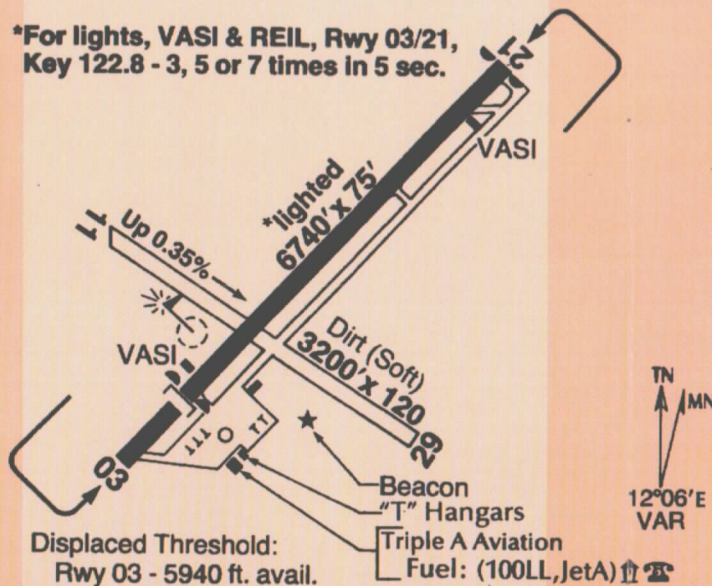 *For lights, VASI & REIL, Rwy 03/21,
Key 122.8 - 3, 5 or 7 times in 5 sec.
21
VASI
*lighted
6740' x 75'
11
Up 0.35%
VASI
Dirt (Soft)
3200' x 120
29
03
TN
MN
12°06'E
VAR
TTT
TT
Beacon
"T" Hangars
Triple A Aviation
Fuel: (100LL,JetA)
Displaced Threshold:
Rwy 03 - 5940 ft. avail.